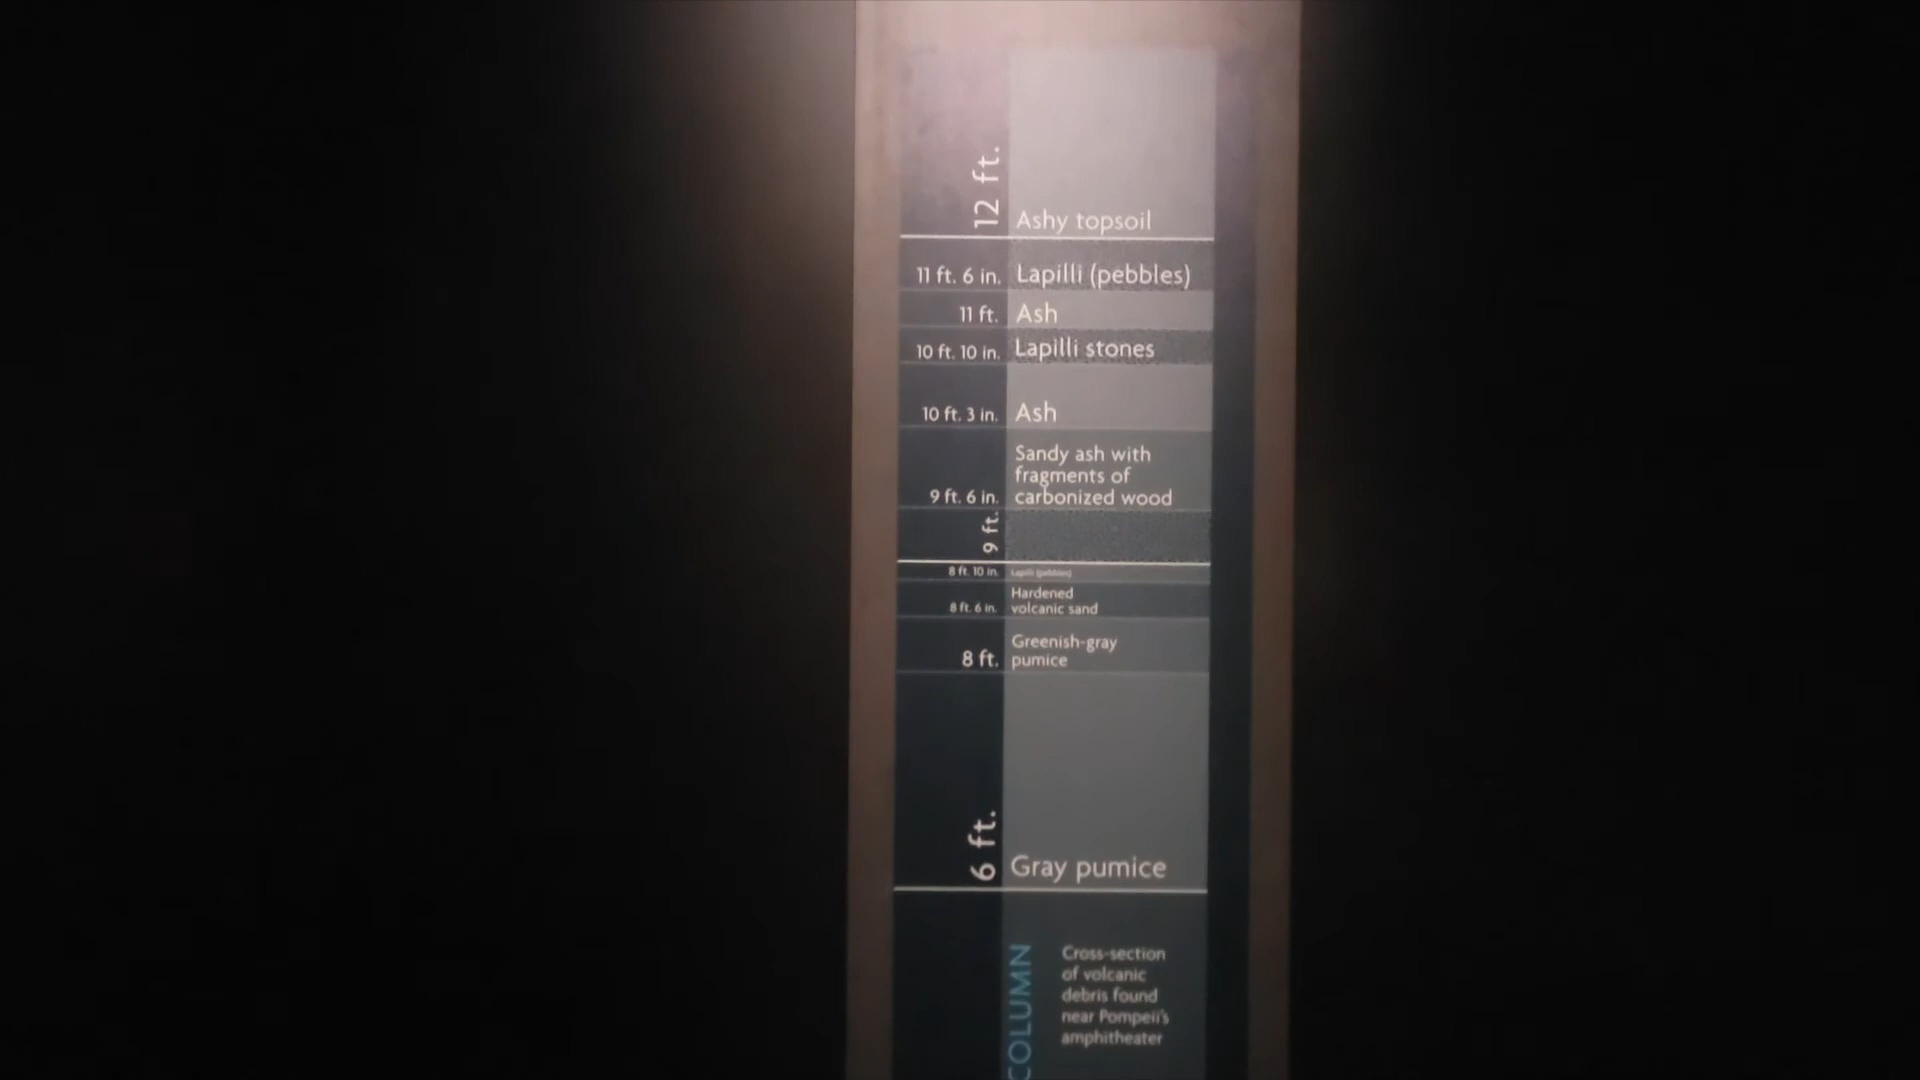 12 ft. Ashy topsoil
11 ft. 6 in. Lapilli (pebbles)
11 ft. Ash
10 ft. 10 in. Lapilli stones
10 ft. 3 in. Ash
Sandy ash with
fragments of
9 ft. 6 in. carbonized wood
9 ft.
8 ft. 10 in. Lapilli (pebbles)
Hardened
8 ft. 6 in. volcanic sand
Greenish-gray
8 ft. pumice
6 ft. Gray pumice
COLUMN
Cross-section
of volcanic
debris found
near Pompeii's
amphitheater